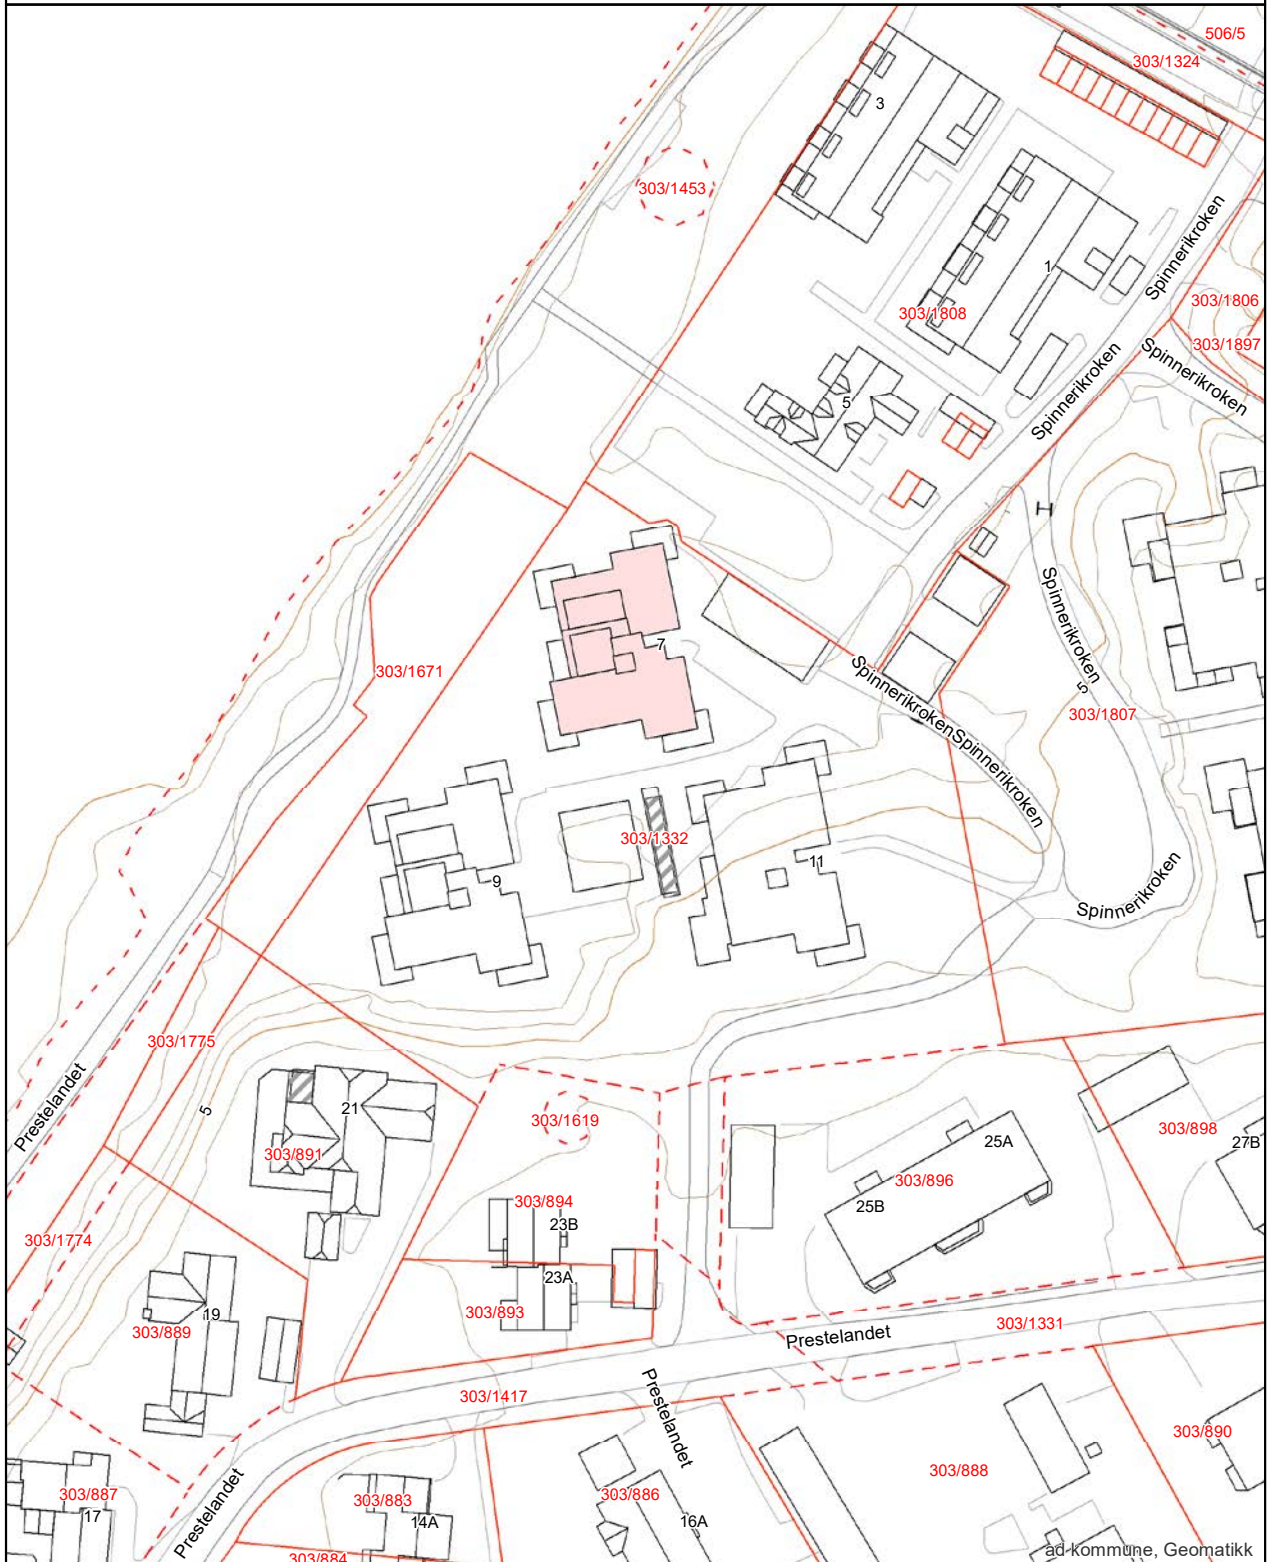 506/5
303/1324
3
303/1453
Spinnerikroken
1
303/1806
303/1808
303/1897
Spinnerikroken
Spinnerikroken
5
H
Spinnerikroken
7
303/1671
5
Spinnerikroken
303/1807
Spinnerikroken
303/1332
11
9
Spinnerikroken
303/1775
Prestelandet
5
21
303/1619
303/898
25A
27B
303/891
303/896
303/894
25B
23B
303/1774
23A
303/893
19
303/889
303/1331
Prestelandet
303/1417
Prestelandet
303/890
303/888
303/887
303/883
303/886
17
14A
16A
Prestelandet
303/884
ad kommune, Geomatikk